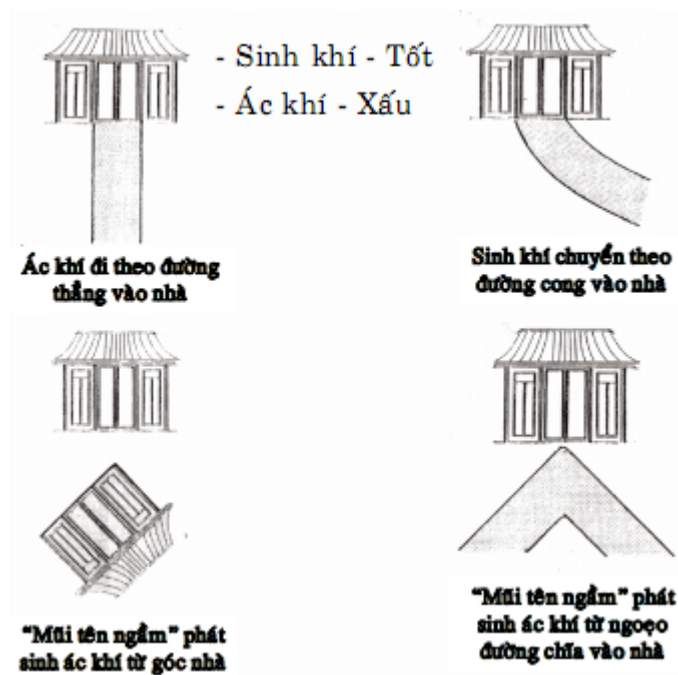 - Sinh khí - Tốt
- Ác khí - Xấu
Ác khí đi theo đường
thẳng vào nhà
Sinh khí chuyển theo
đường cong vào nhà
“Mũi tên ngầm” phát
sinh ác khí từ góc nhà
“Mũi tên ngầm” phát
sinh ác khí từ ngoẹo
đường chĩa vào nhà